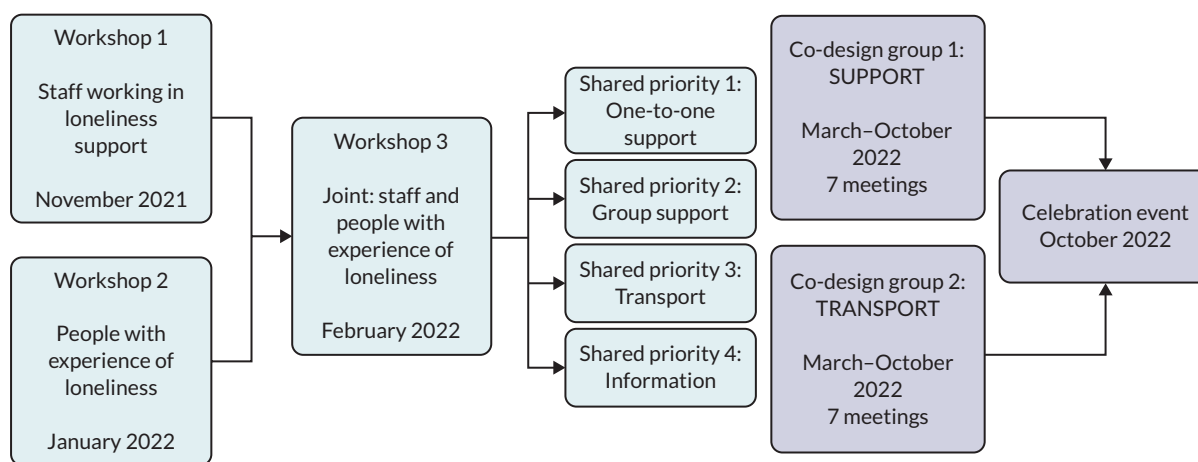 Workshop 1
Staff working in
loneliness
support
November 2021
Workshop 2
People with
experience of
loneliness
January 2022
Workshop 3
Joint: staff and
people with
experience of
loneliness
February 2022
Shared priority 1:
One-to-one
support
Shared priority 2:
Group support
Shared priority 3:
Transport
Shared priority 4:
Information
Co-design group 1:
SUPPORT
March–October
2022
7 meetings
Co-design group 2:
TRANSPORT
March–October
2022
7 meetings
Celebration event
October 2022